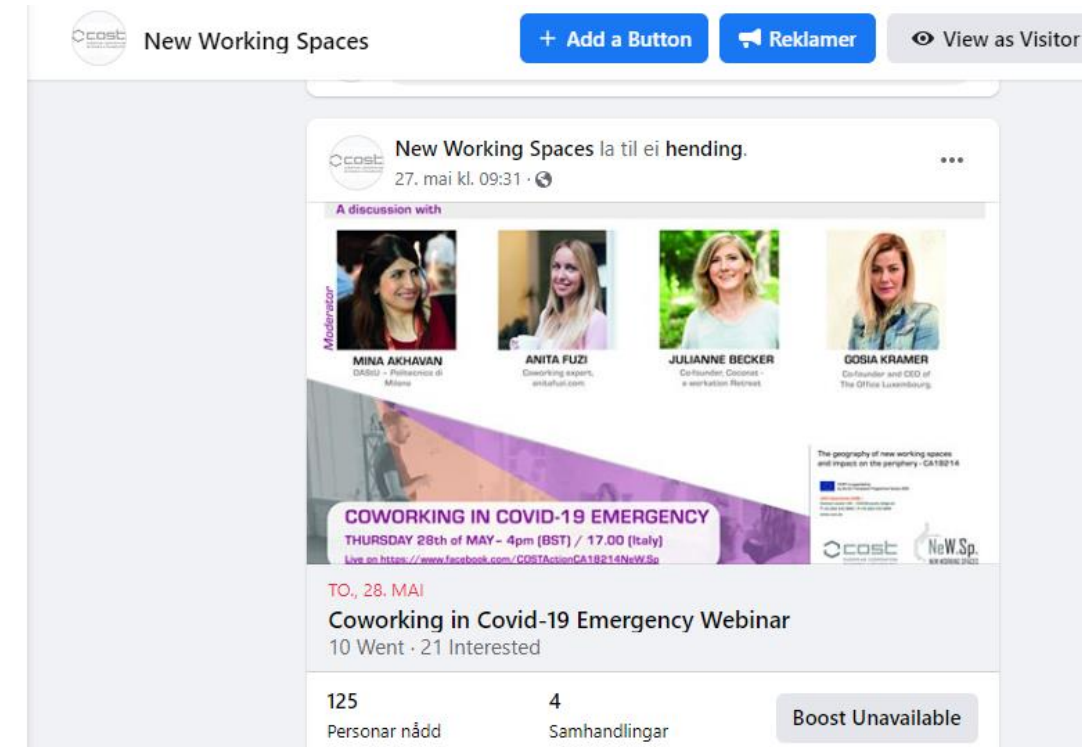 cost
New Working Spaces
+ Add a Button
Reklamer
View as Visitor
cost
New Working Spaces la til ei hending.
27. mai kl. 09:31 ·
A discussion with
Moderator
MINA AKHAVAN
DAStU - Politecnico di
Milano
ANITA FUZI
Coworking expert,
anitafuzi.com
JULIANNE BECKER
Co-founder, Coconat -
a workation Retreat
GOSIA KRAMER
Co-founder and CEO of
The Office Luxembourg.
The geography of new working spaces
and impact on the periphery - CA18214
COWORKING IN COVID-19 EMERGENCY
THURSDAY 28th of MAY- 4pm (BST) / 17.00 (Italy)
Live on https://www.facebook.com/COSTActionCA18214NeW.Sp
cost
NeW.Sp.
NEW WORKING SPACES
TO., 28. MAI
Coworking in Covid-19 Emergency Webinar
10 Went · 21 Interested
125
Personar nådd
4
Samhandlingar
Boost Unavailable